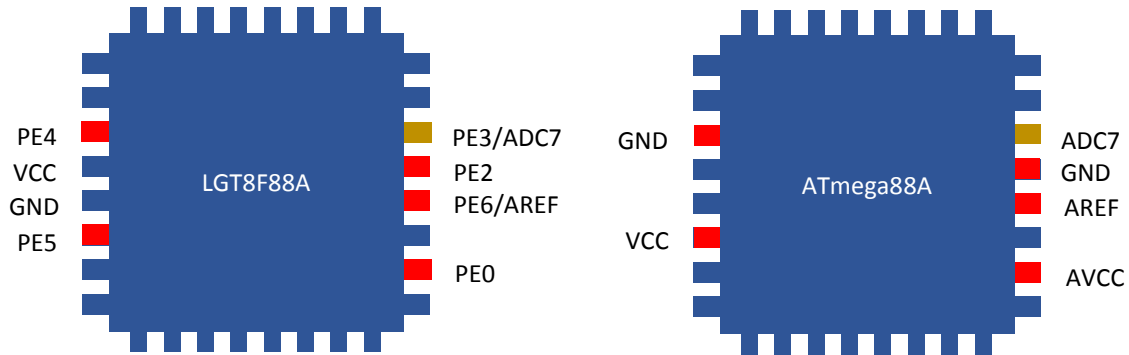 PE4
VCC
GND
PE5
LGT8F88A
PE3/ADC7
PE2
PE6/AREF
PE0
GND
VCC
ATmega88A
ADC7
GND
AREF
AVCC